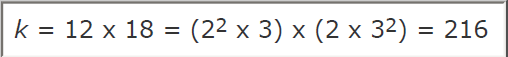 k = 12 x 18 = (2² x 3) x (2 x 3²) = 216